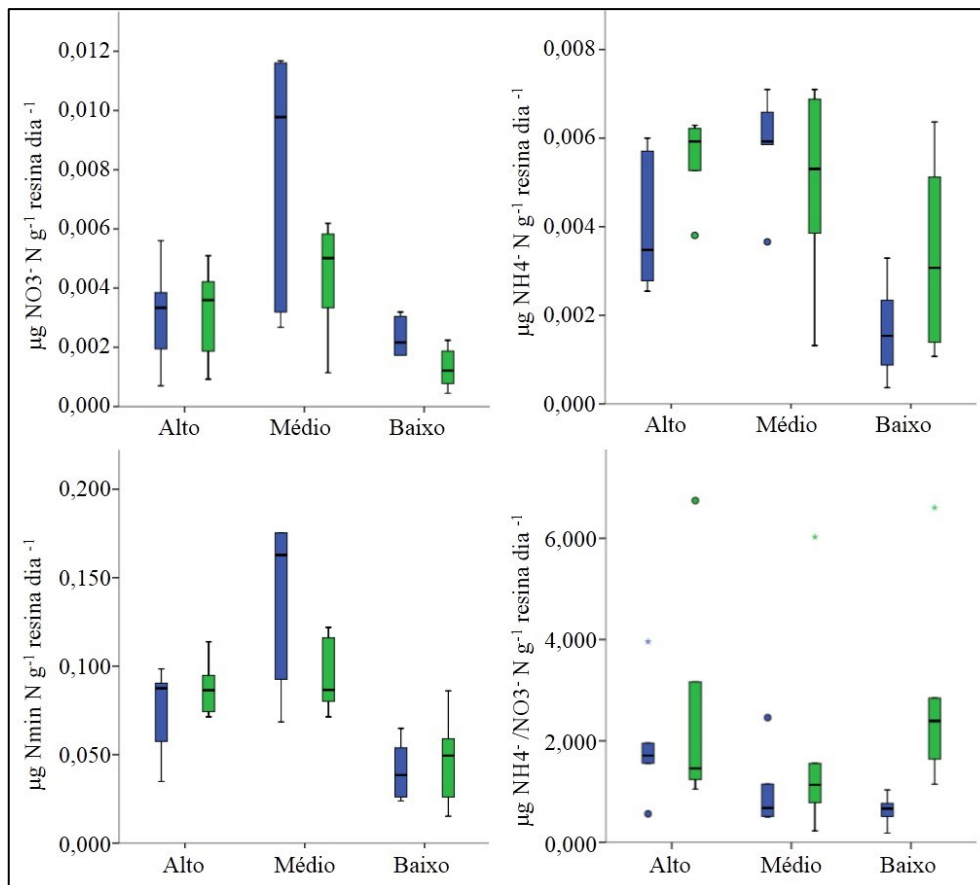 µg NO3- N g-1 resina dia -1
0,012
0,010
0,008
0,006
0,004
0,002
0,000
Alto Médio Baixo
µg NH4- N g-1 resina dia -1
0,008
0,006
0,004
0,002
0,000
Alto Médio Baixo
µg Nmin N g-1 resina dia -1
0,200
0,150
0,100
0,050
0,000
Alto Médio Baixo
µg NH4- /NO3- N g-1 resina dia -1
6,000
4,000
2,000
0,000
Alto Médio Baixo